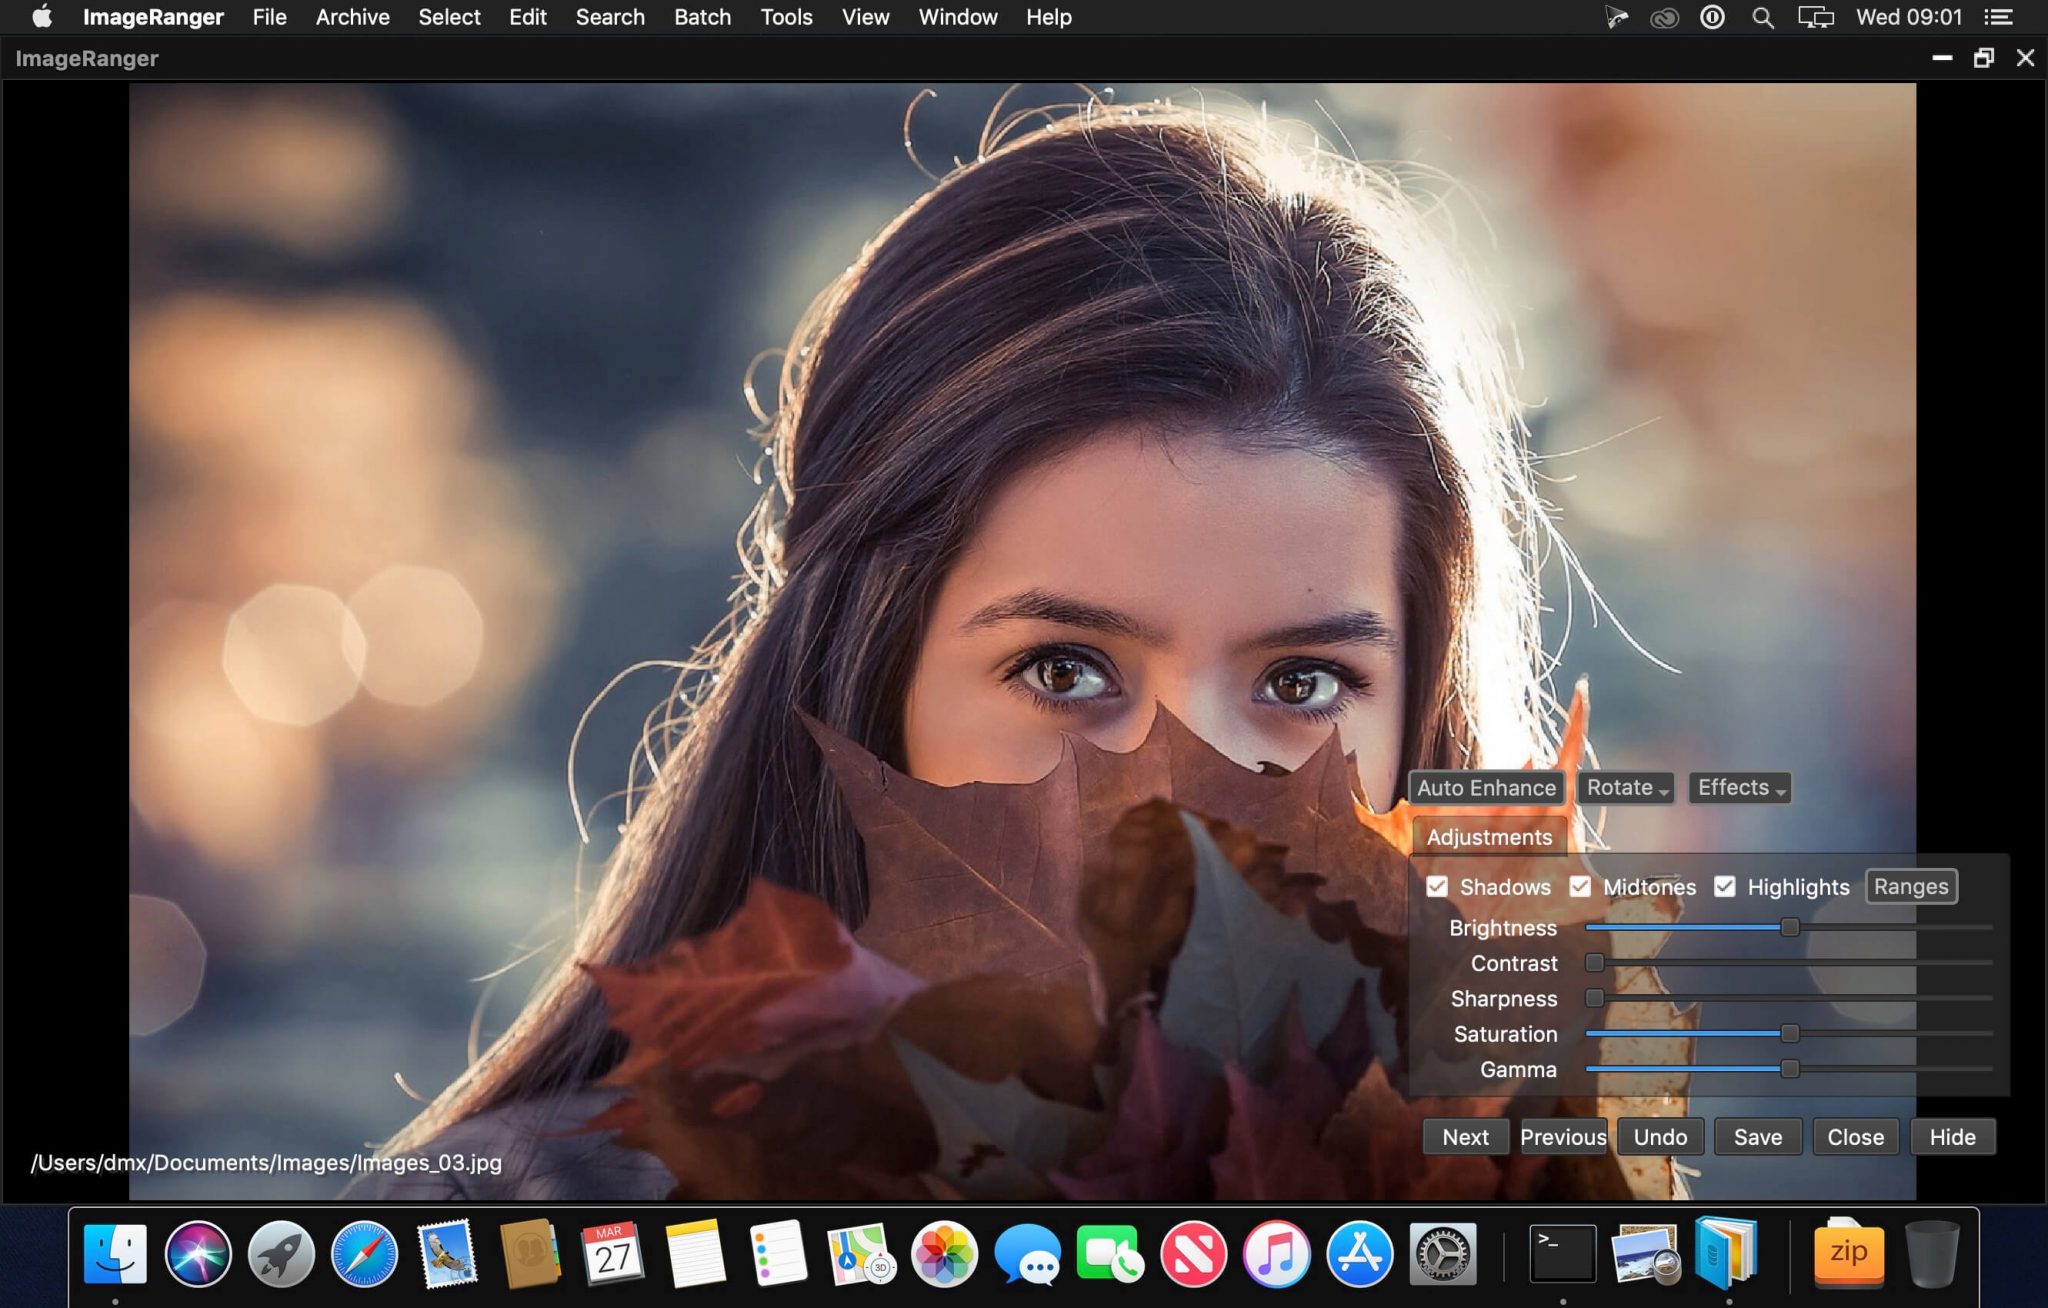 ImageRanger File Archive Select Edit Search Batch Tools View Window Help Wed 09:01
ImageRanger
Auto Enhance Rotate Effects
Adjustments
Shadows Midtones Highlights Ranges
Brightness
Contrast
Sharpness
Saturation
Gamma
Next Previous Undo Save Close Hide
/Users/dmx/Documents/Images/Images_03.jpg
MAR
27
3D
>_
zip